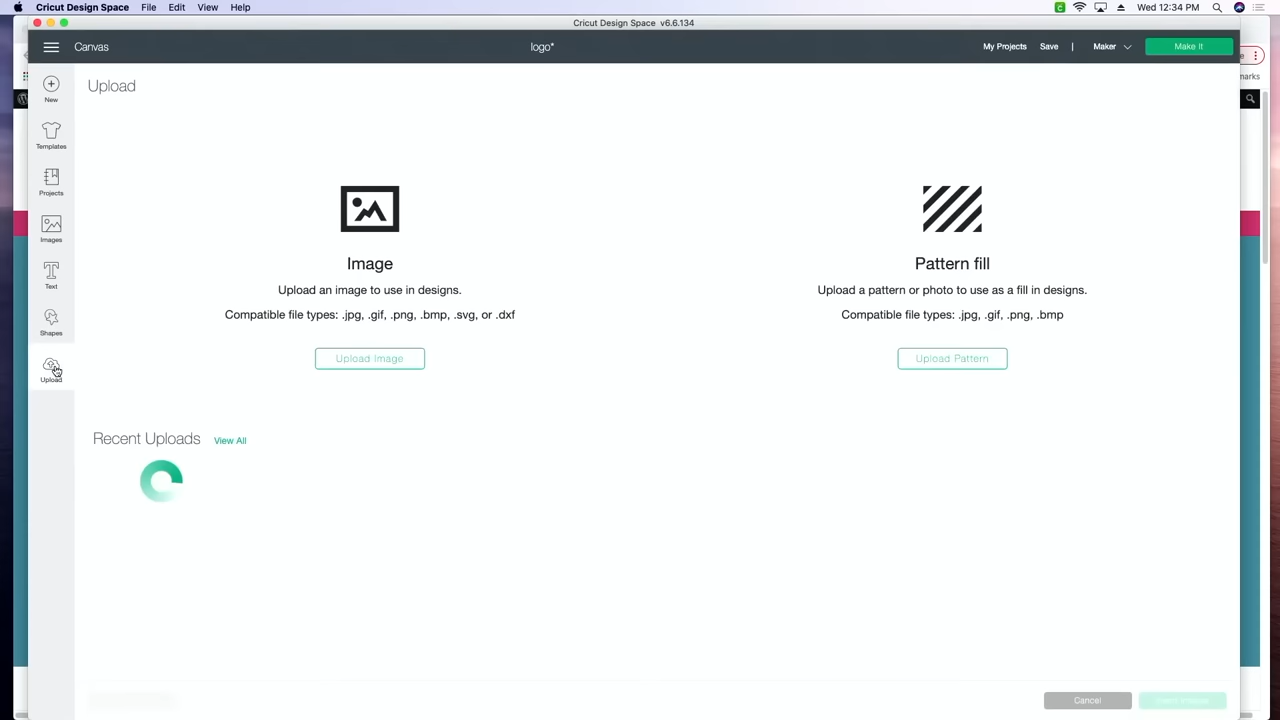 Cricut Design Space File Edit View Help
Wed 12:34 PM
Cricut Design Space v6.6.134
Canvas
logo*
My Projects Save | Maker Make It
New
Templates
Projects
Images
Text
Shapes
Upload
Upload
Image
Upload an image to use in designs.
Compatible file types: .jpg, .gif, .png, .bmp, .svg, or .dxf
Upload Image
Pattern fill
Upload a pattern or photo to use as a fill in designs.
Compatible file types: .jpg, .gif, .png, .bmp
Upload Pattern
Recent Uploads View All
Cancel
marks